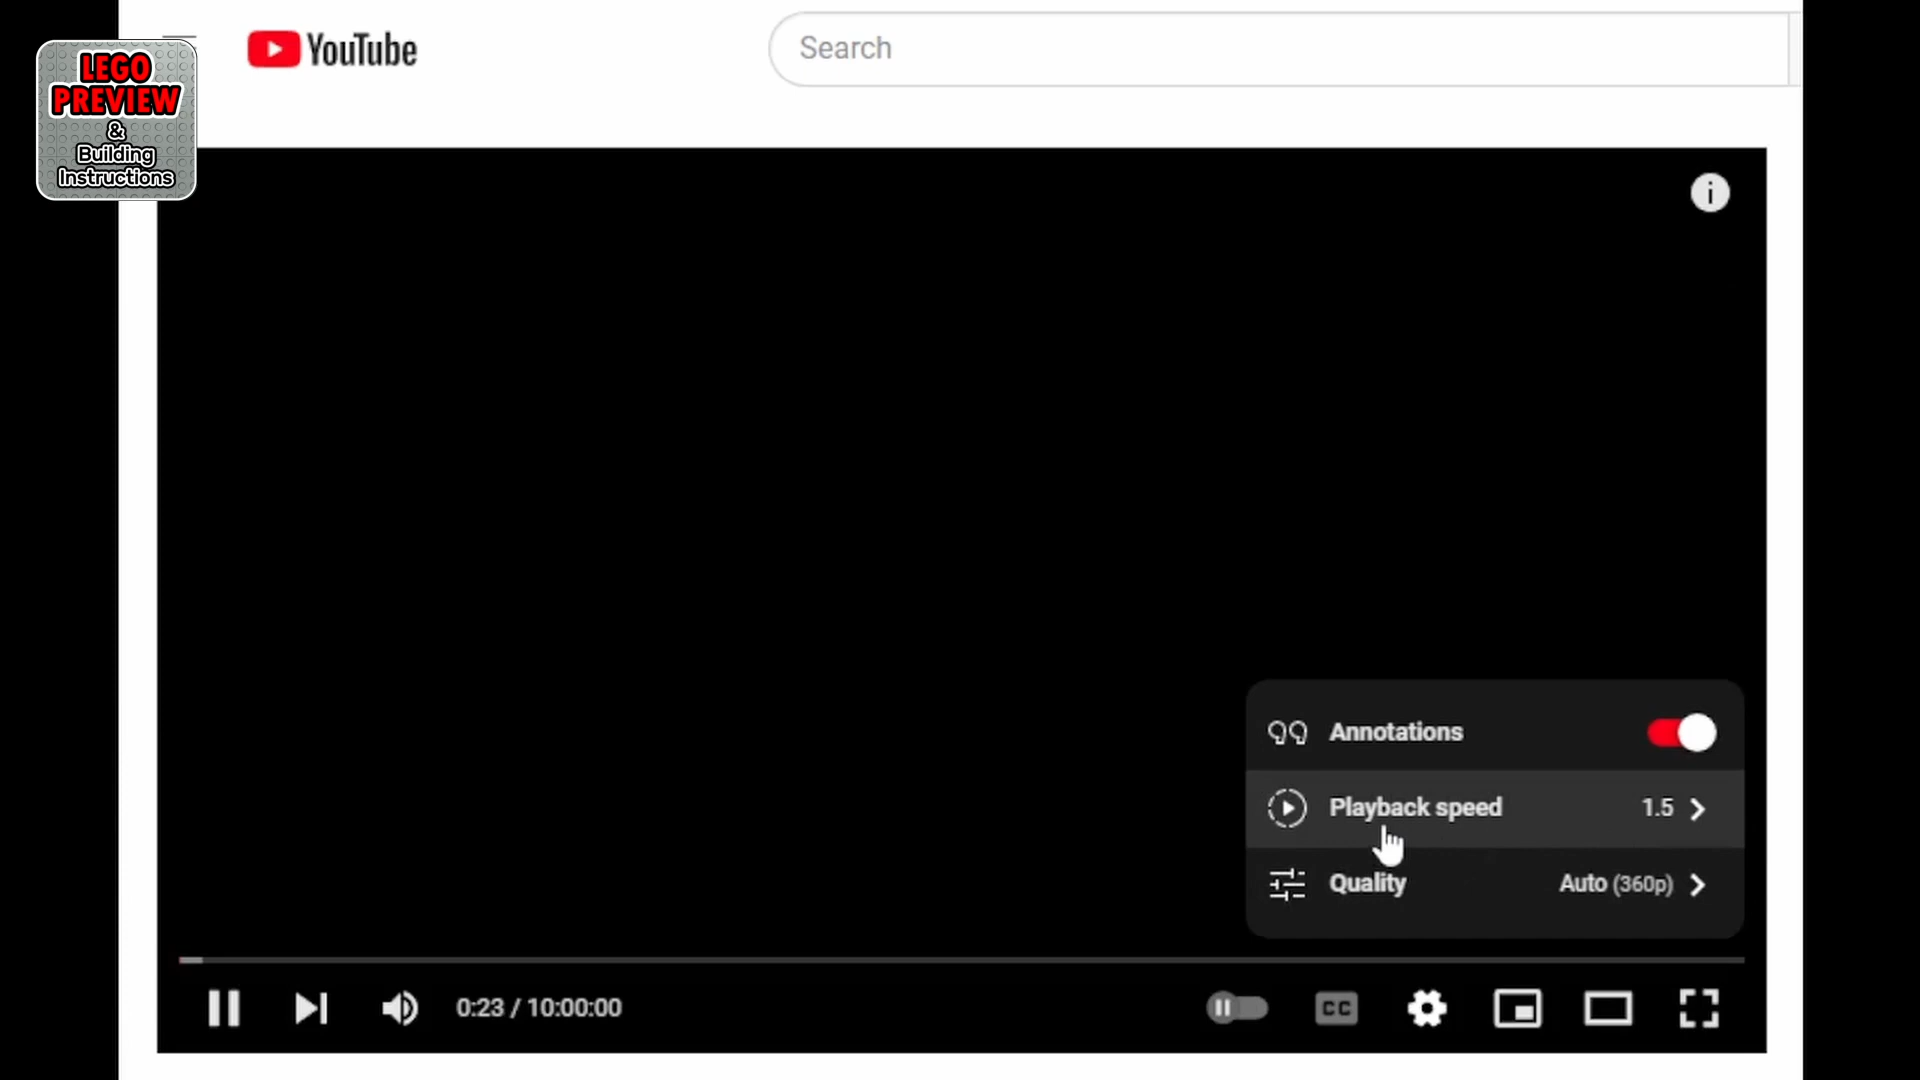 YouTube
Search
LEGO
PREVIEW
&
Building
Instructions
Annotations
Playback speed 1.5
Quality Auto (360p)
0:23 / 10:00:00
CC